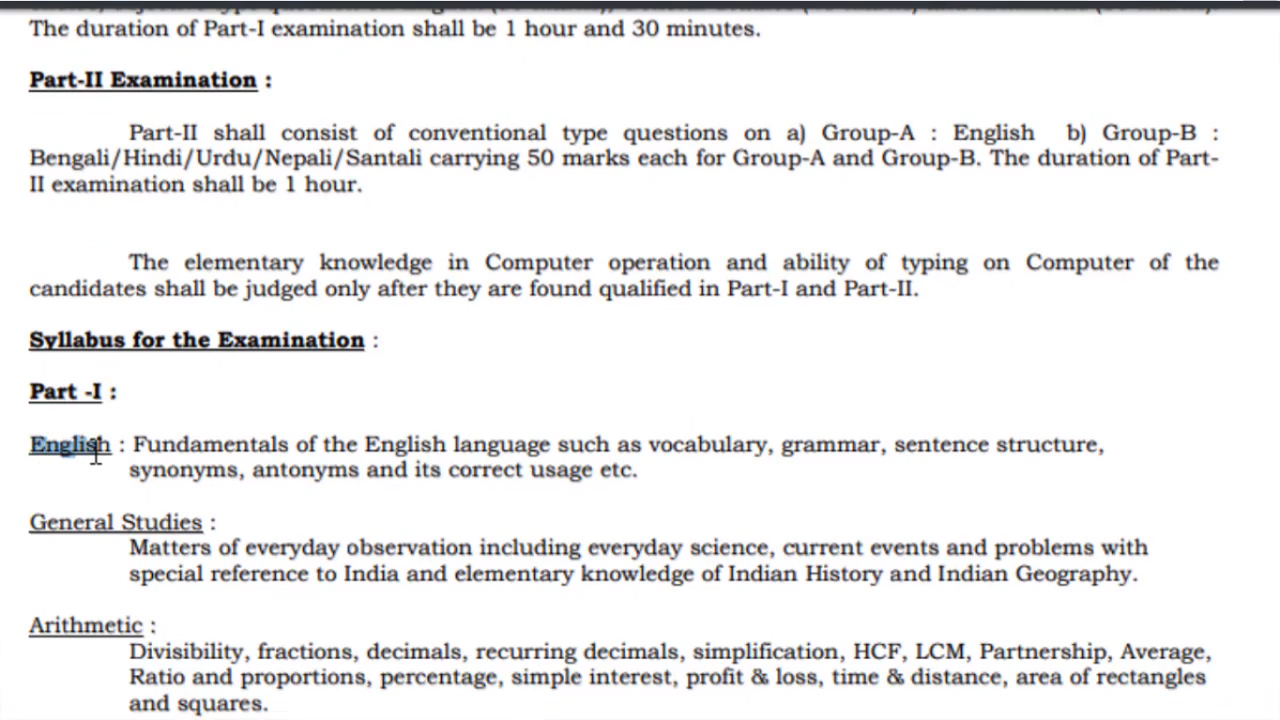 The duration of Part-I examination shall be 1 hour and 30 minutes.
Part-II Examination :
Part-II shall consist of conventional type questions on a) Group-A : English b) Group-B :
Bengali/Hindi/Urdu/Nepali/Santali carrying 50 marks each for Group-A and Group-B. The duration of Part-
II examination shall be 1 hour.
The elementary knowledge in Computer operation and ability of typing on Computer of the
candidates shall be judged only after they are found qualified in Part-I and Part-II.
Syllabus for the Examination :
Part -I :
English : Fundamentals of the English language such as vocabulary, grammar, sentence structure,
synonyms, antonyms and its correct usage etc.
General Studies :
Matters of everyday observation including everyday science, current events and problems with
special reference to India and elementary knowledge of Indian History and Indian Geography.
Arithmetic :
Divisibility, fractions, decimals, recurring decimals, simplification, HCF, LCM, Partnership, Average,
Ratio and proportions, percentage, simple interest, profit & loss, time & distance, area of rectangles
and squares.